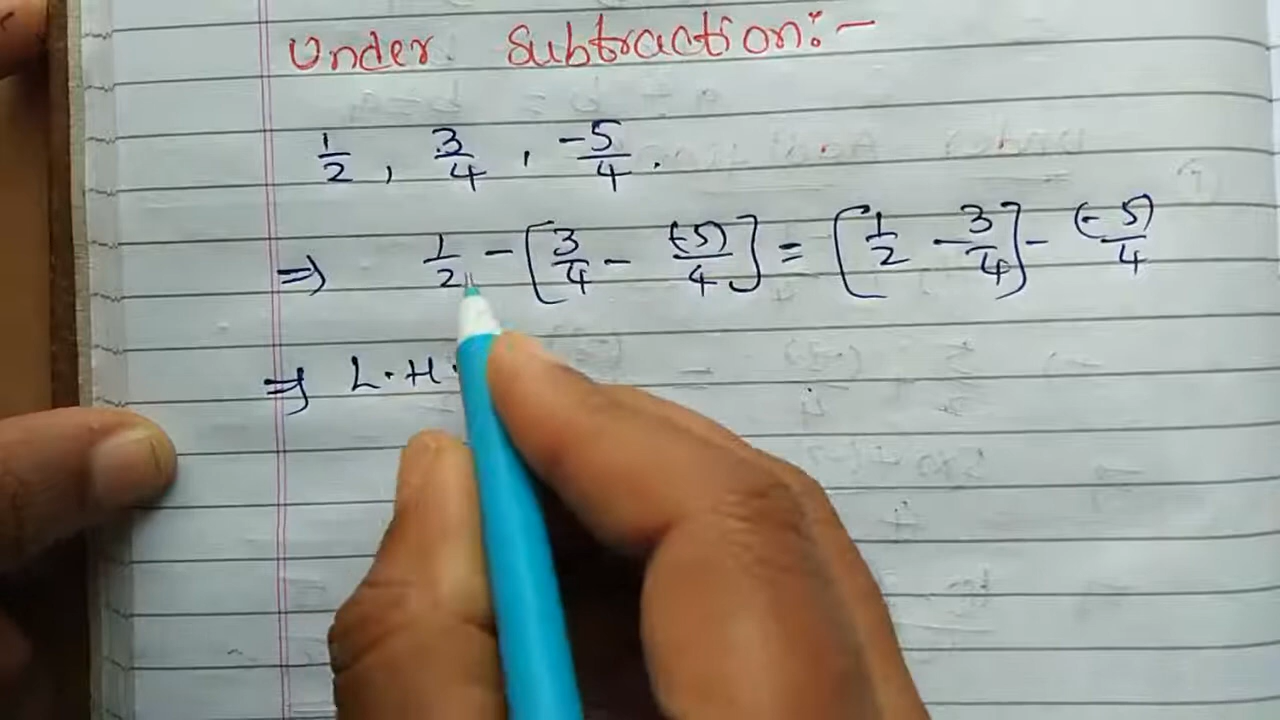 Under Subtraction:-
1/2, 3/4, -5/4.
⇒ 1/2 - [3/4 - (-5)/4] = [1/2 - 3/4] - (-5)/4
⇒ L.H.